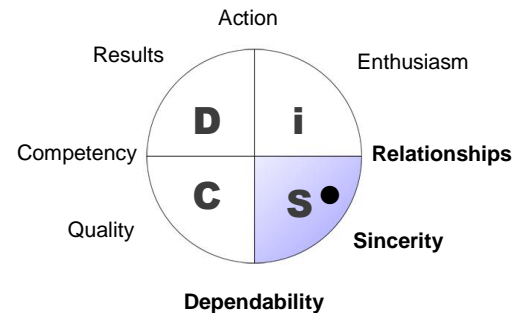 Action
Results
Enthusiasm
D
i
Competency
Relationships
C
S
Quality
Sincerity
Dependability